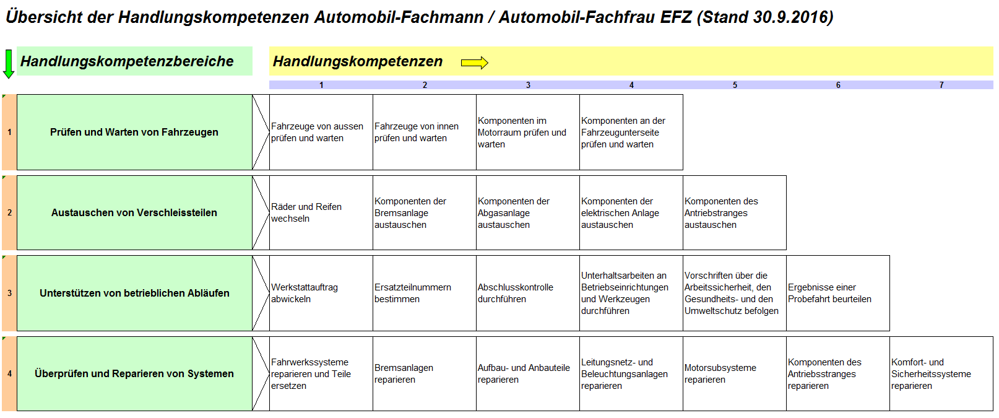 Übersicht der Handlungskompetenzen Automobil-Fachmann / Automobil-Fachfrau EFZ (Stand 30.9.2016)
Handlungskompetenzbereiche
Handlungskompetenzen
1 2 3 4 5 6 7
1
Prüfen und Warten von Fahrzeugen
Fahrzeuge von aussen
prüfen und warten
Fahrzeuge von innen
prüfen und warten
Komponenten im
Motorraum prüfen und
warten
Komponenten an der
Fahrzeugunterseite
prüfen und warten
2
Austauschen von Verschleissteilen
Räder und Reifen
wechseln
Komponenten der
Bremsanlage
austauschen
Komponenten der
Abgasanlage
austauschen
Komponenten der
elektrischen Anlage
austauschen
Komponenten des
Antriebstranges
austauschen
3
Unterstützen von betrieblichen Abläufen
Werkstattauftrag
abwickeln
Ersatzteilnummern
bestimmen
Abschlusskontrolle
durchführen
Unterhaltsarbeiten an
Betriebseinrichtungen
und Werkzeugen
durchführen
Vorschriften über die
Arbeitssicherheit, den
Gesundheits- und den
Umweltschutz befolgen
Ergebnisse einer
Probefahrt beurteilen
4
Überprüfen und Reparieren von Systemen
Fahrwerkssysteme
reparieren und Teile
ersetzen
Bremsanlagen
reparieren
Aufbau- und Anbauteile
reparieren
Leitungsnetz- und
Beleuchtungsanlagen
reparieren
Motorsubsysteme
reparieren
Komponenten des
Antriebsstranges
reparieren
Komfort- und
Sicherheitssysteme
reparieren